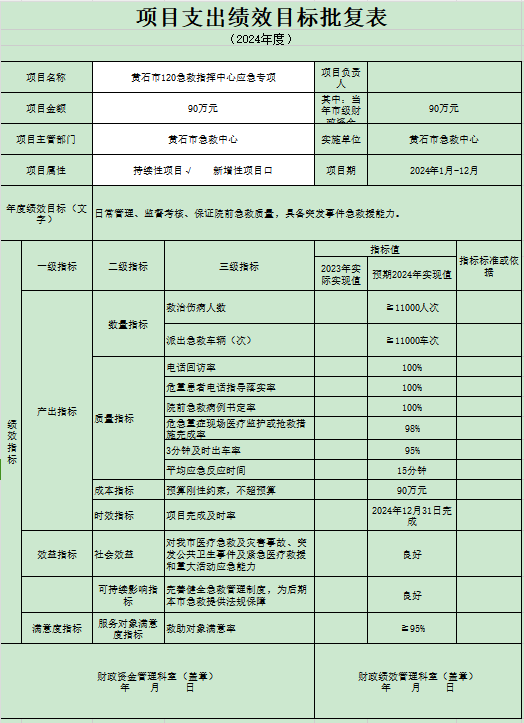 项目支出绩效目标批复表
（2024年度）
项目名称
黄石市120急救指挥中心应急专项
项目负责
人
项目金额
90万元
其中：当
年市级财
政资金
90万元
项目主管部门
黄石市急救中心
实施单位
黄石市急救中心
项目属性
持续性项目√ 新增性项目口
项目期
2024年1月-12月
年度绩效目标（文
字）
日常管理、监督考核、保证院前急救质量，具备突发事件急救援能力。
绩效指标
一级指标
二级指标
三级指标
指标值
2023年实
际实现值
预期2024年实现值
指标标准或依
据
产出指标
数量指标
救治伤病人数
≧11000人次
派出急救车辆（次）
≧11000车次
质量指标
电话回访率
100%
危重患者电话指导落实率
100%
院前急救病例书定率
100%
危急重症现场医疗监护或抢救措
施完成率
98%
3分钟及时出车率
95%
平均应急反应时间
15分钟
成本指标
预算刚性约束，不超预算
90万元
时效指标
项目完成及时率
2024年12月31日完
成
效益指标
社会效益
对我市医疗急救及灾害事故、突
发公共卫生事件及紧急医疗救援
和重大活动应急能力
良好
可持续影响指
标
完善健全急救管理制度，为后期
本市急救提供法规保障
良好
满意度指标
服务对象满意
度指标
救助对象满意率
≧95%
财政资金管理科室（盖章）
年 月 日
财政绩效管理科室（盖章）
年 月 日